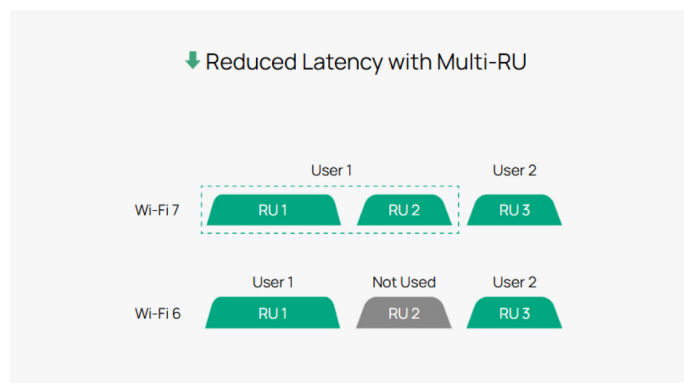 Reduced Latency with Multi-RU
User 1 User 2
Wi-Fi 7 RU 1 RU 2 RU 3
User 1 Not Used User 2
Wi-Fi 6 RU 1 RU 2 RU 3